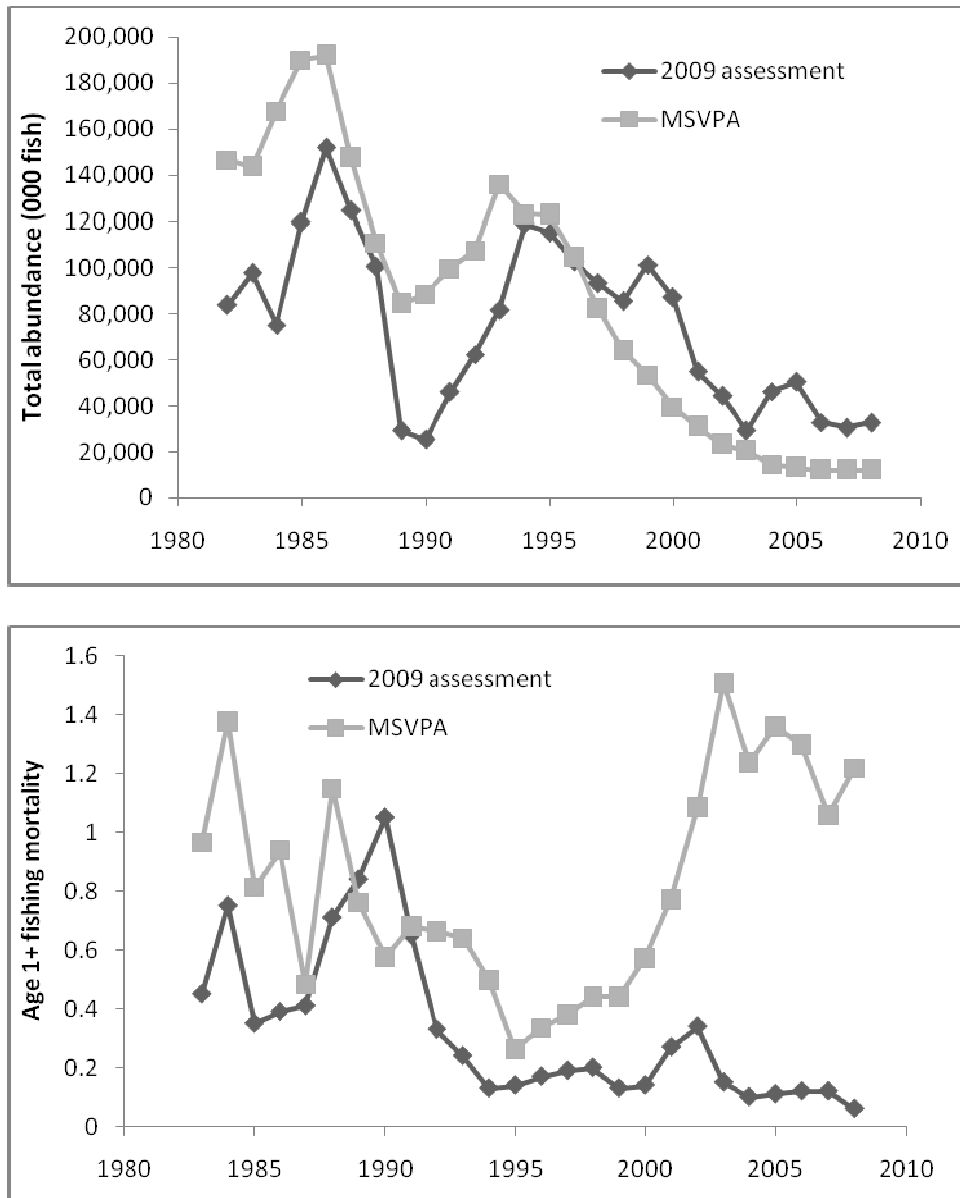 Total abundance (000 fish)
200,000
180,000
160,000
140,000
120,000
100,000
80,000
60,000
40,000
20,000
0
2009 assessment
MSVPA
1980 1985 1990 1995 2000 2005 2010
Age 1+ fishing mortality
1.6
1.4
1.2
1
0.8
0.6
0.4
0.2
0
2009 assessment
MSVPA
1980 1985 1990 1995 2000 2005 2010